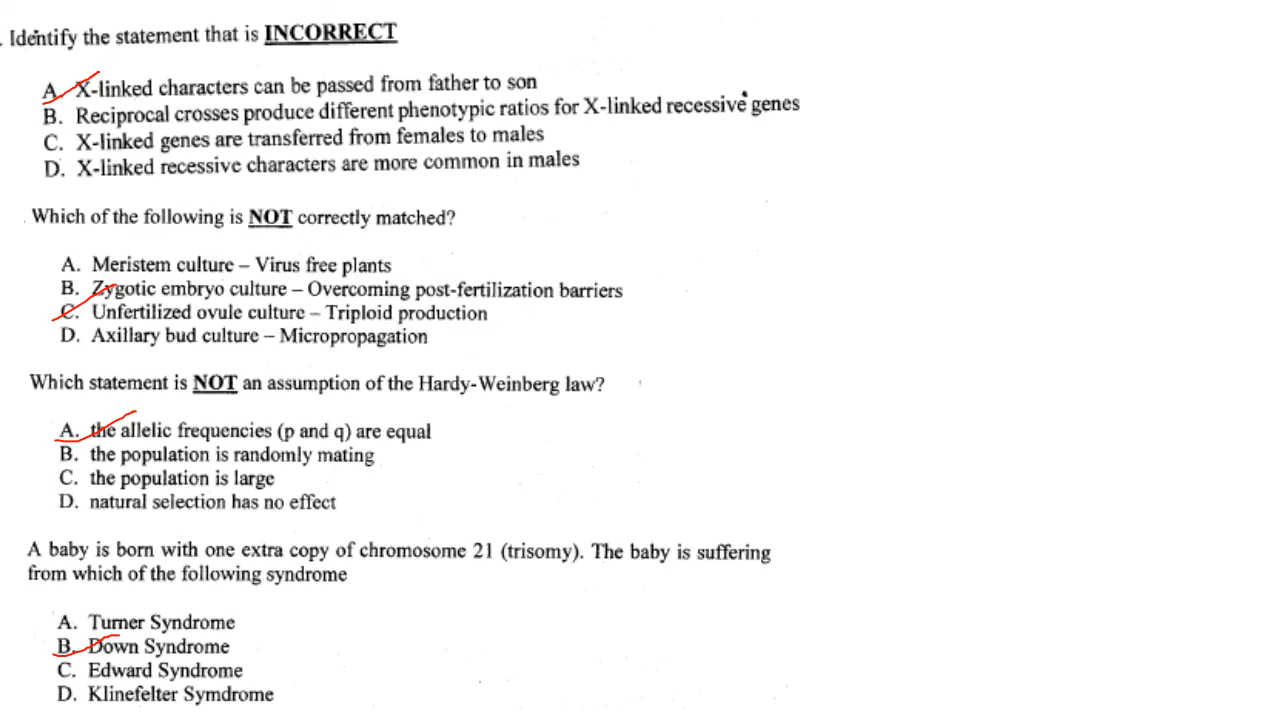 . Identify the statement that is INCORRECT
A. X-linked characters can be passed from father to son
B. Reciprocal crosses produce different phenotypic ratios for X-linked recessive genes
C. X-linked genes are transferred from females to males
D. X-linked recessive characters are more common in males
Which of the following is NOT correctly matched?
A. Meristem culture – Virus free plants
B. Zygotic embryo culture – Overcoming post-fertilization barriers
C. Unfertilized ovule culture – Triploid production
D. Axillary bud culture – Micropropagation
Which statement is NOT an assumption of the Hardy-Weinberg law?
A. the allelic frequencies (p and q) are equal
B. the population is randomly mating
C. the population is large
D. natural selection has no effect
A baby is born with one extra copy of chromosome 21 (trisomy). The baby is suffering
from which of the following syndrome
A. Turner Syndrome
B. Down Syndrome
C. Edward Syndrome
D. Klinefelter Symdrome